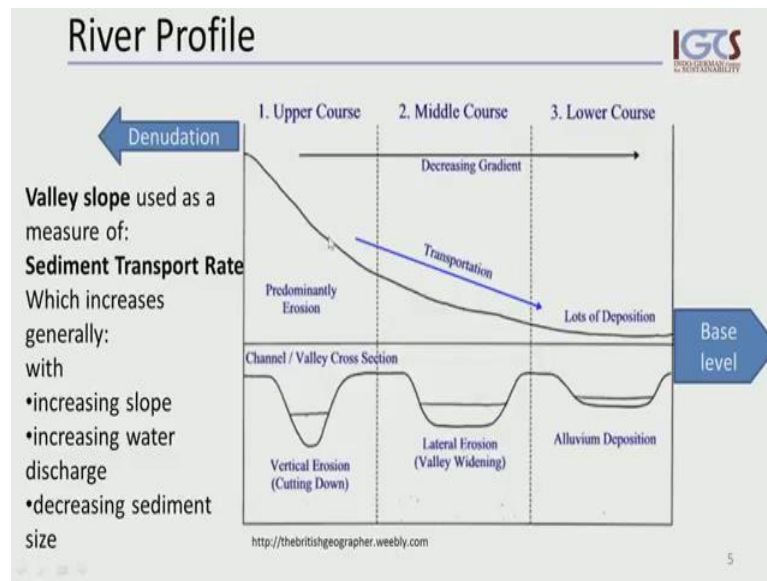 River Profile
IGCS
INDO-GERMAN Centre
for SUSTAINABILITY
Denudation
1. Upper Course
2. Middle Course
3. Lower Course
Decreasing Gradient
Valley slope used as a
measure of:
Sediment Transport Rate
Which increases
generally:
with
•increasing slope
•increasing water
discharge
•decreasing sediment
size
Transportation
Predominantly
Erosion
Lots of Deposition
Base
level
Channel / Valley Cross Section
Vertical Erosion
(Cutting Down)
Lateral Erosion
(Valley Widening)
Alluvium Deposition
http://thebritishgeographer.weebly.com
5